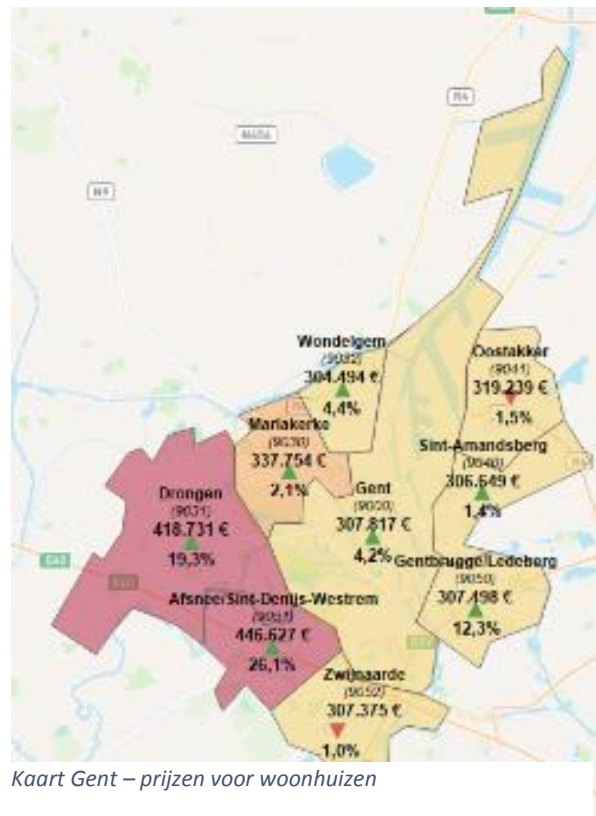 R4
N456
N9
Wondelgem
(9032)
304.494 €
4,4%
Oostakker
(9041)
319.239 €
1,5%
Mariakerke
(9030)
337.754 €
2,1%
Sint-Amandsberg
(9040)
306.649 €
1,4%
Gent
(9000)
307.817 €
4,2%
Drongen
(9031)
418.731 €
19,3%
Gentbrugge/Ledeberg
(9050)
307.498 €
12,3%
E40
Afsnee/Sint-Denijs-Westrem
(9051)
446.627 €
26,1%
Zwijnaarde
(9052)
307.375 €
1,0%
Kaart Gent – prijzen voor woonhuizen